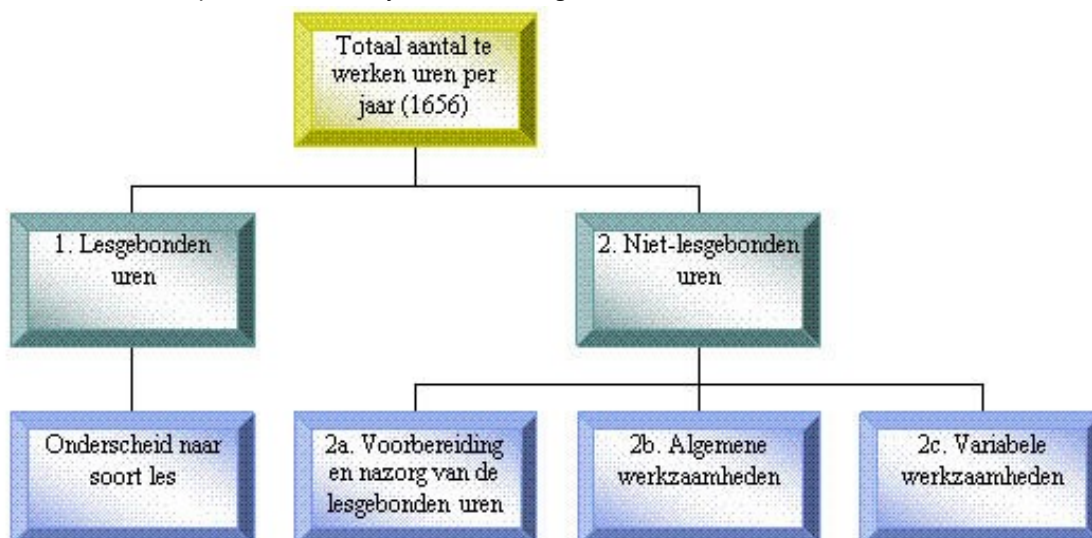 Totaal aantal te
werken uren per
jaar (1656)
1. Lesgebonden
uren
2. Niet-lesgebonden
uren
Onderscheid naar
soort les
2a. Voorbereiding
en nazorg van de
lesgebonden uren
2b. Algemene
werkzaamheden
2c. Variabele
werkzaamheden